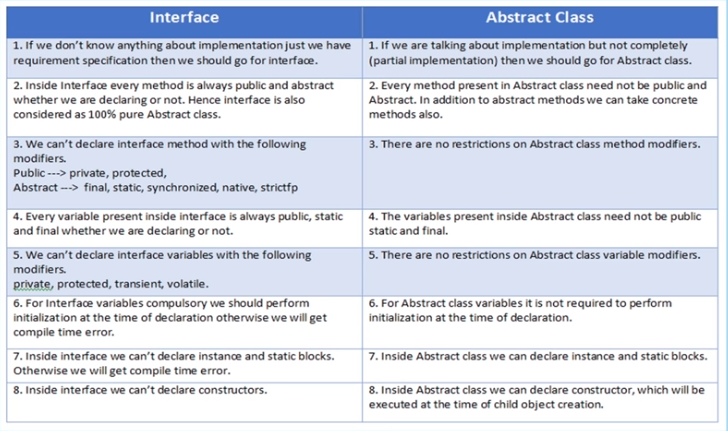 Interface
Abstract Class
1. If we don't know anything about implementation just we have
requirement specification then we should go for interface.
1. If we are talking about implementation but not completely
(partial implementation) then we should go for Abstract class.
2. Inside Interface every method is always public and abstract
whether we are declaring or not. Hence interface is also
considered as 100% pure Abstract class.
2. Every method present in Abstract class need not be public and
Abstract. In addition to abstract methods we can take concrete
methods also.
3. We can't declare interface method with the following
modifiers.
Public ---> private, protected,
Abstract ---> final, static, synchronized, native, strictfp
3. There are no restrictions on Abstract class method modifiers.
4. Every variable present inside interface is always public, static
and final whether we are declaring or not.
4. The variables present inside Abstract class need not be public
static and final.
5. We can't declare interface variables with the following
modifiers.
private, protected, transient, volatile.
5. There are no restrictions on Abstract class variable modifiers.
6. For Interface variables compulsory we should perform
initialization at the time of declaration otherwise we will get
compile time error.
6. For Abstract class variables it is not required to perform
initialization at the time of declaration.
7. Inside interface we can't declare instance and static blocks.
Otherwise we will get compile time error.
7. Inside Abstract class we can declare instance and static blocks.
8. Inside interface we can't declare constructors.
8. Inside Abstract class we can declare constructor, which will be
executed at the time of child object creation.